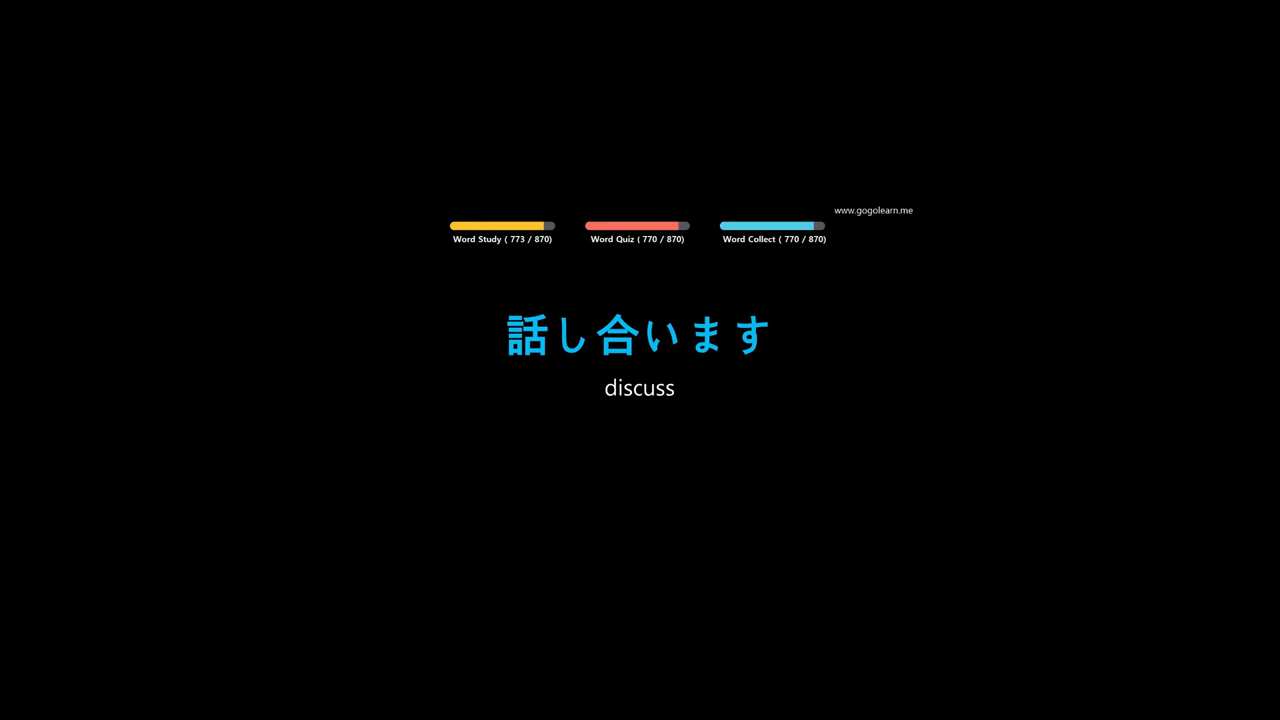 www.gogolearn.me
Word Study ( 773 / 870)
Word Quiz ( 770 / 870)
Word Collect ( 770 / 870)
話し合います
discuss